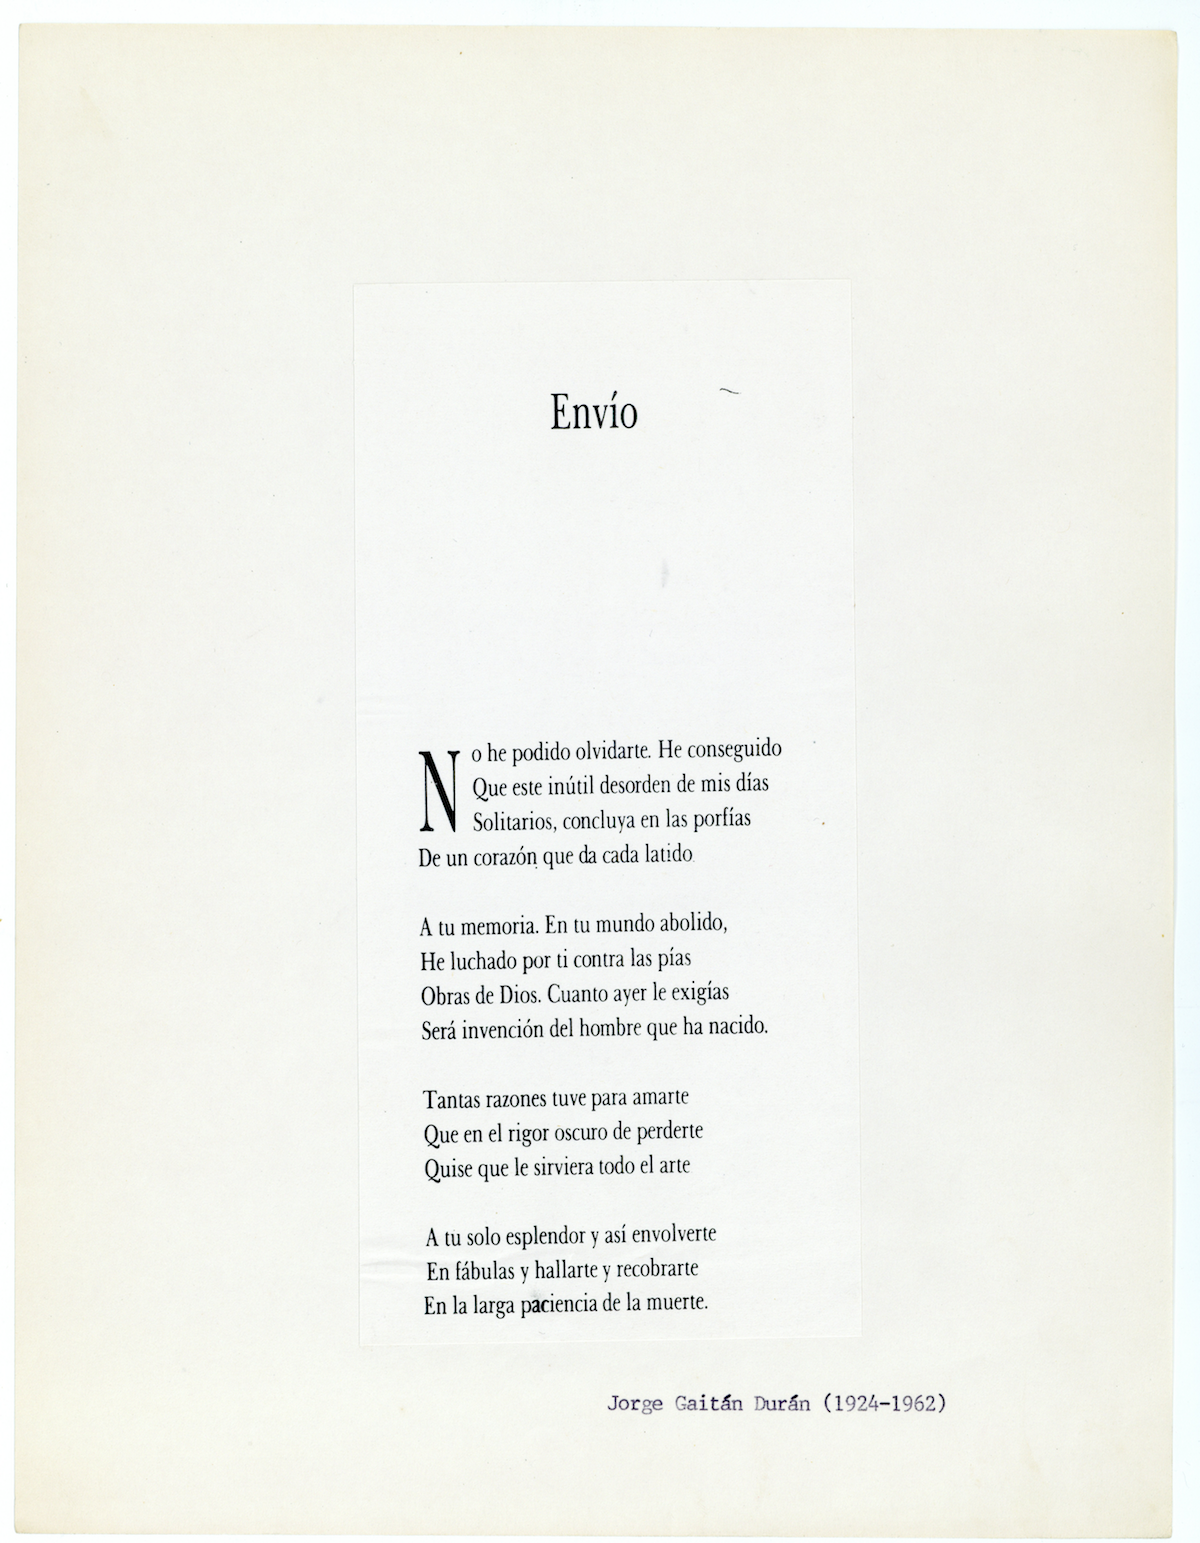 Envío
No he podido olvidarte. He conseguido
Que este inútil desorden de mis días
Solitarios, concluya en las porfías
De un corazón que da cada latido
A tu memoria. En tu mundo abolido,
He luchado por ti contra las pías
Obras de Dios. Cuanto ayer le exigías
Será invención del hombre que ha nacido.
Tantas razones tuve para amarte
Que en el rigor oscuro de perderte
Quise que le sirviera todo el arte
A tu solo esplendor y así envolverte
En fábulas y hallarte y recobrarte
En la larga paciencia de la muerte.
Jorge Gaitán Durán (1924-1962)